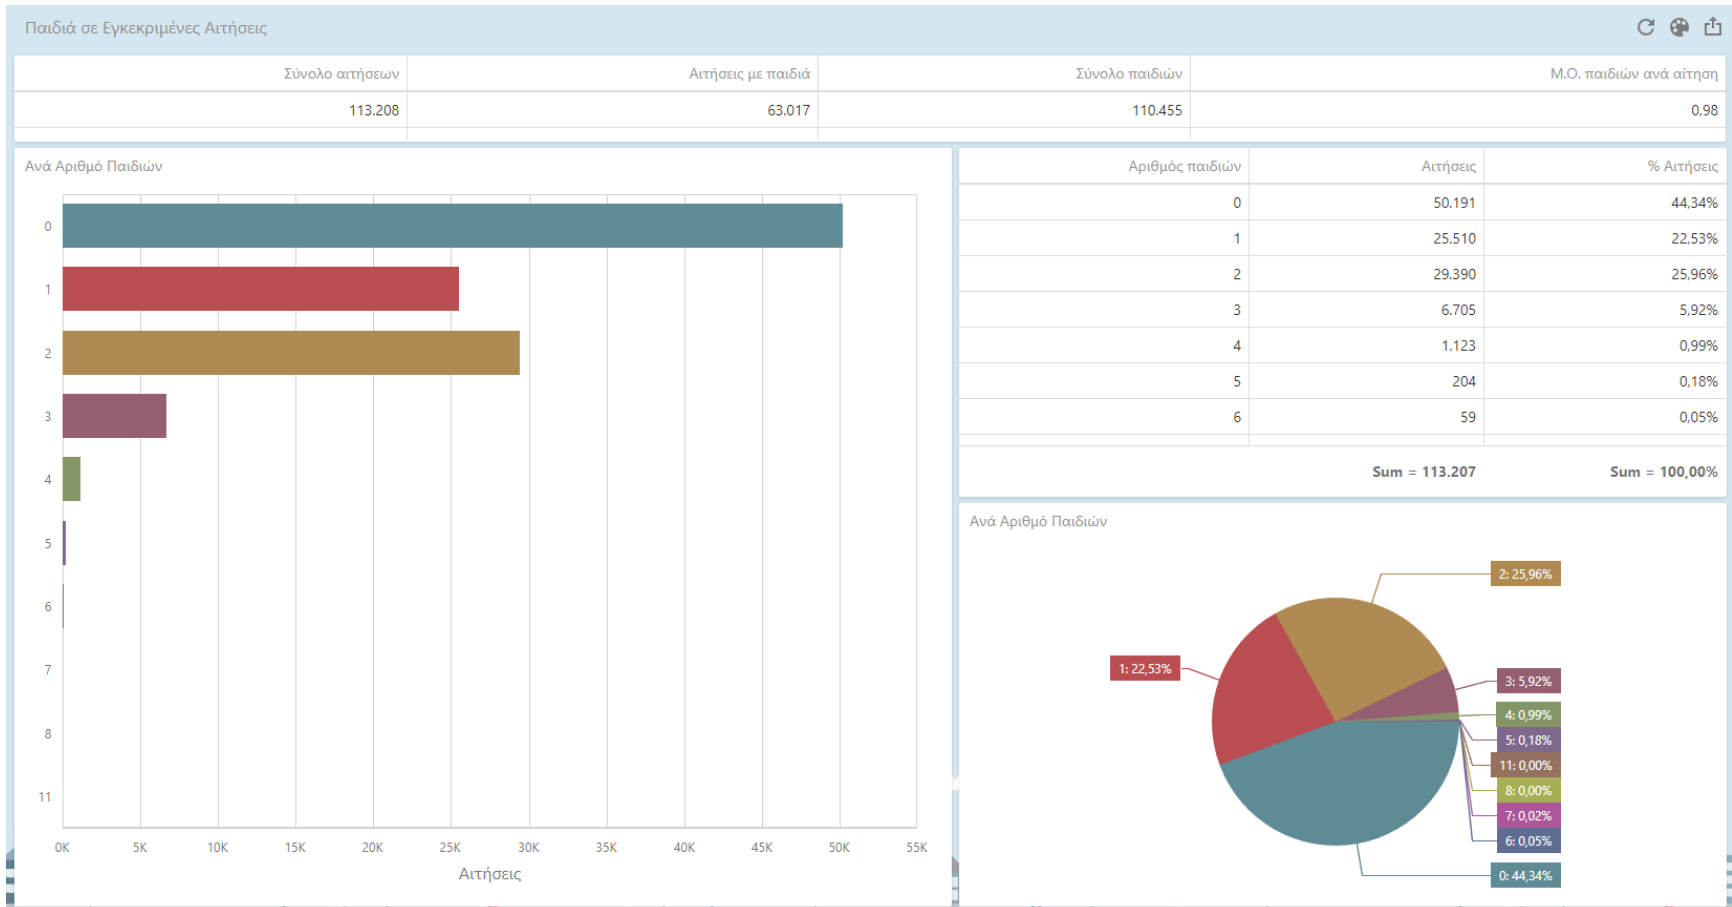 Παιδιά σε Εγκεκριμένες Αιτήσεις
Σύνολο αιτήσεων Αιτήσεις με παιδιά Σύνολο παιδιών Μ.Ο. παιδιών ανά αίτηση
113.208 63.017 110.455 0,98
Ανά Αριθμό Παιδιών
0
1
2
3
4
5
6
7
8
11
0K 5K 10K 15K 20K 25K 30K 35K 40K 45K 50K 55K
Αιτήσεις
Αριθμός παιδιών Αιτήσεις % Αιτήσεις
0 50.191 44,34%
1 25.510 22,53%
2 29.390 25,96%
3 6.705 5,92%
4 1.123 0,99%
5 204 0,18%
6 59 0,05%
Sum = 113.207 Sum = 100,00%
Ανά Αριθμό Παιδιών
2: 25,96%
1: 22,53%
3: 5,92%
4: 0,99%
5: 0,18%
11: 0,00%
8: 0,00%
7: 0,02%
6: 0,05%
0: 44,34%